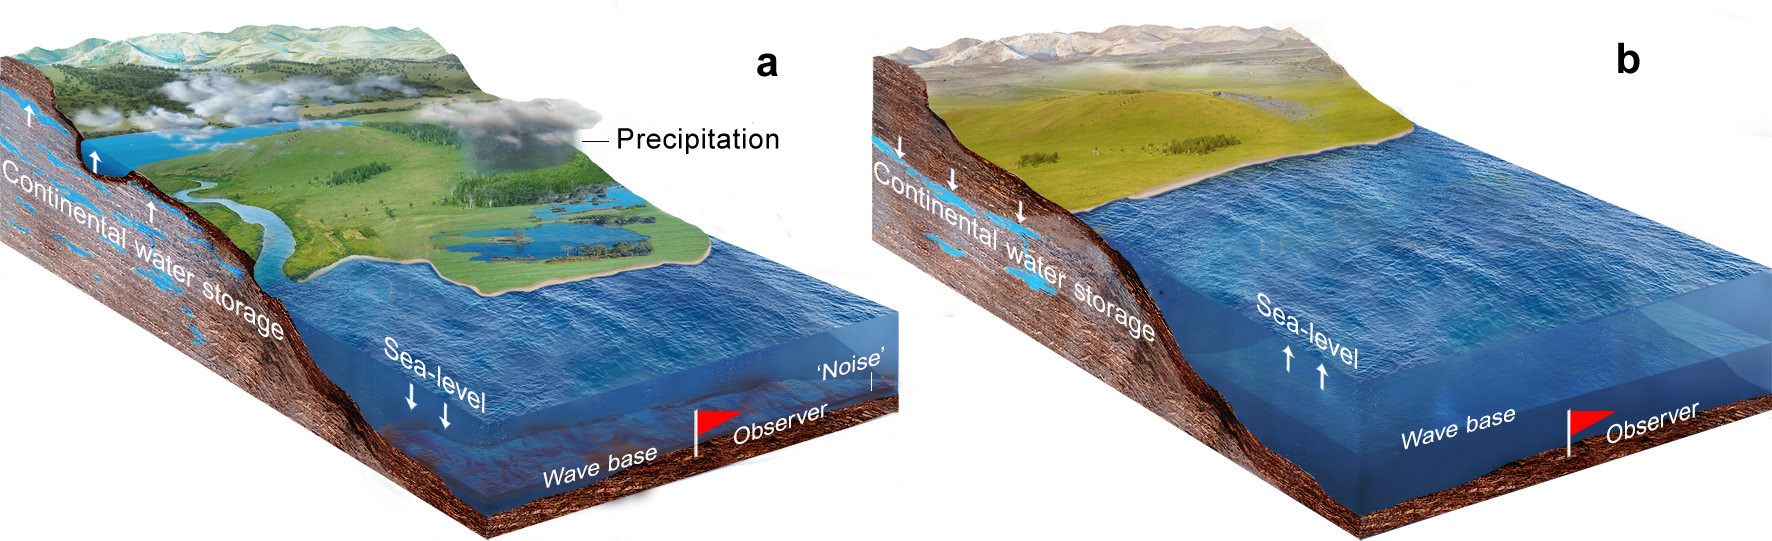 a
Precipitation
Continental water storage
Sea-level
'Noise'
Observer
Wave base
b
Continental water storage
Sea-level
Wave base
Observer